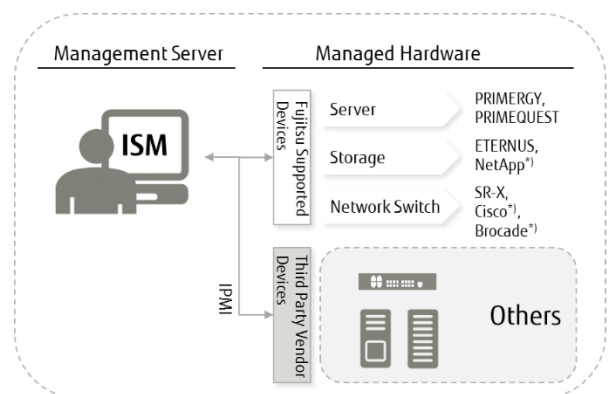 Management Server
Managed Hardware
ISM
Fujitsu Supported
Devices
Server
PRIMERGY,
PRIMEQUEST
Storage
ETERNUS,
NetApp*)
Network Switch
SR-X,
Cisco*),
Brocade*)
IPMI
Third Party Vendor
Devices
Others